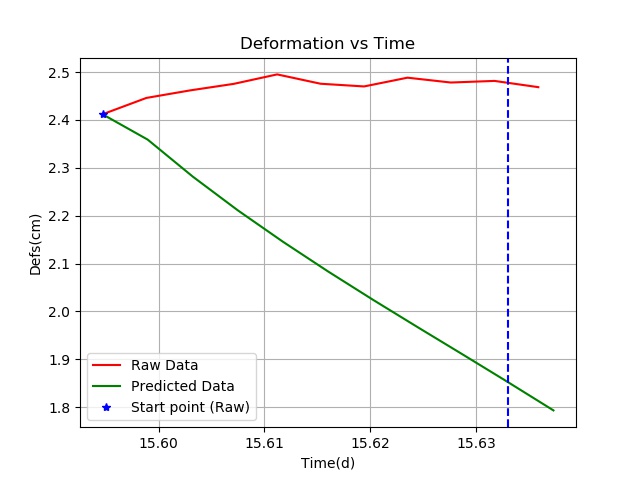 Deformation vs Time
2.5
2.4
2.3
2.2
2.1
2.0
1.9
1.8
Defs(cm)
Raw Data
Predicted Data
Start point (Raw)
15.60 15.61 15.62 15.63
Time(d)